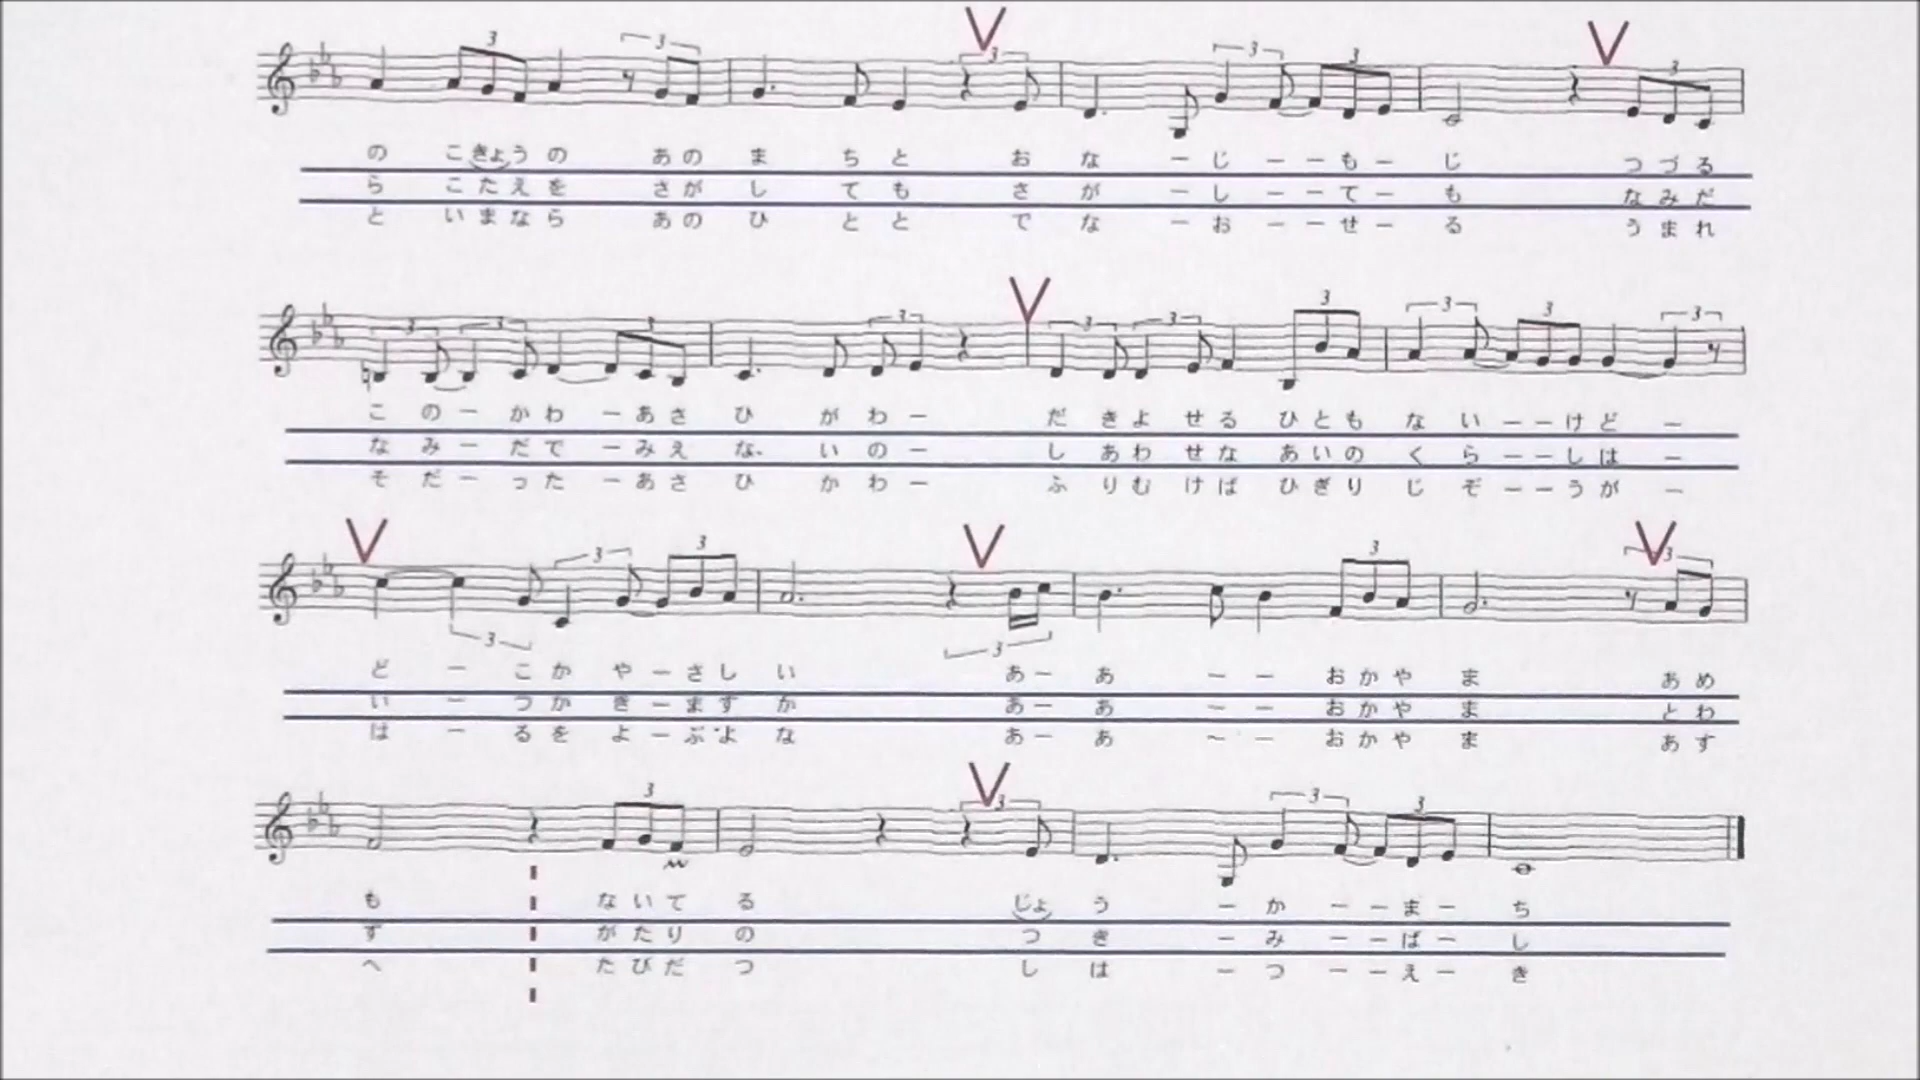 の こきょうの あの ま ちと お な ー じ ー ー も ー じ つづる
ら こたえを さが し ても さ が ー し ー ー て ー も なみだ
と いまなら あの ひ とと で な ー お ー ー せ ー る うまれ
こ の ー かわ ー あさ ひ がわ ー だ きよ せる ひとも ない ー ー けど ー
な み ー だで ー みえ な い の ー し あわ せな あいの く ら ー ー しは ー
そ だ ー った ー あさ ひ かわ ー ふ りむ けば ひぎり じ ぞ ー ー うが ー
ど ー こか や ー さし い あー あ ー ー おかや ま あめ
い ー つか き ー ます か あー あ ー ー おかや ま とわ
は ー るを よ ー ぶよ な あー あ 〜 ー おかや ま あす
も ないて る じょ う ー か ー ー ま ー ち
ず がたり の つ き ー み ー ー ば ー し
へ たびだ つ し は ー つ ー ー え ー き